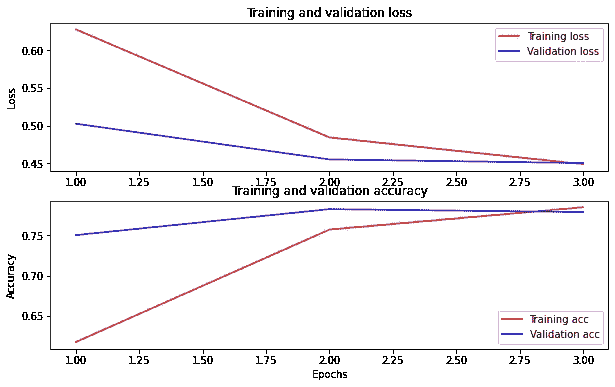 Training and validation loss
Loss
0.60
0.55
0.50
0.45
Training loss
Validation loss
1.00 1.25 1.50 1.75 2.00 2.25 2.50 2.75 3.00
Training and validation accuracy
Accuracy
0.75
0.70
0.65
Training acc
Validation acc
1.00 1.25 1.50 1.75 2.00 2.25 2.50 2.75 3.00
Epochs